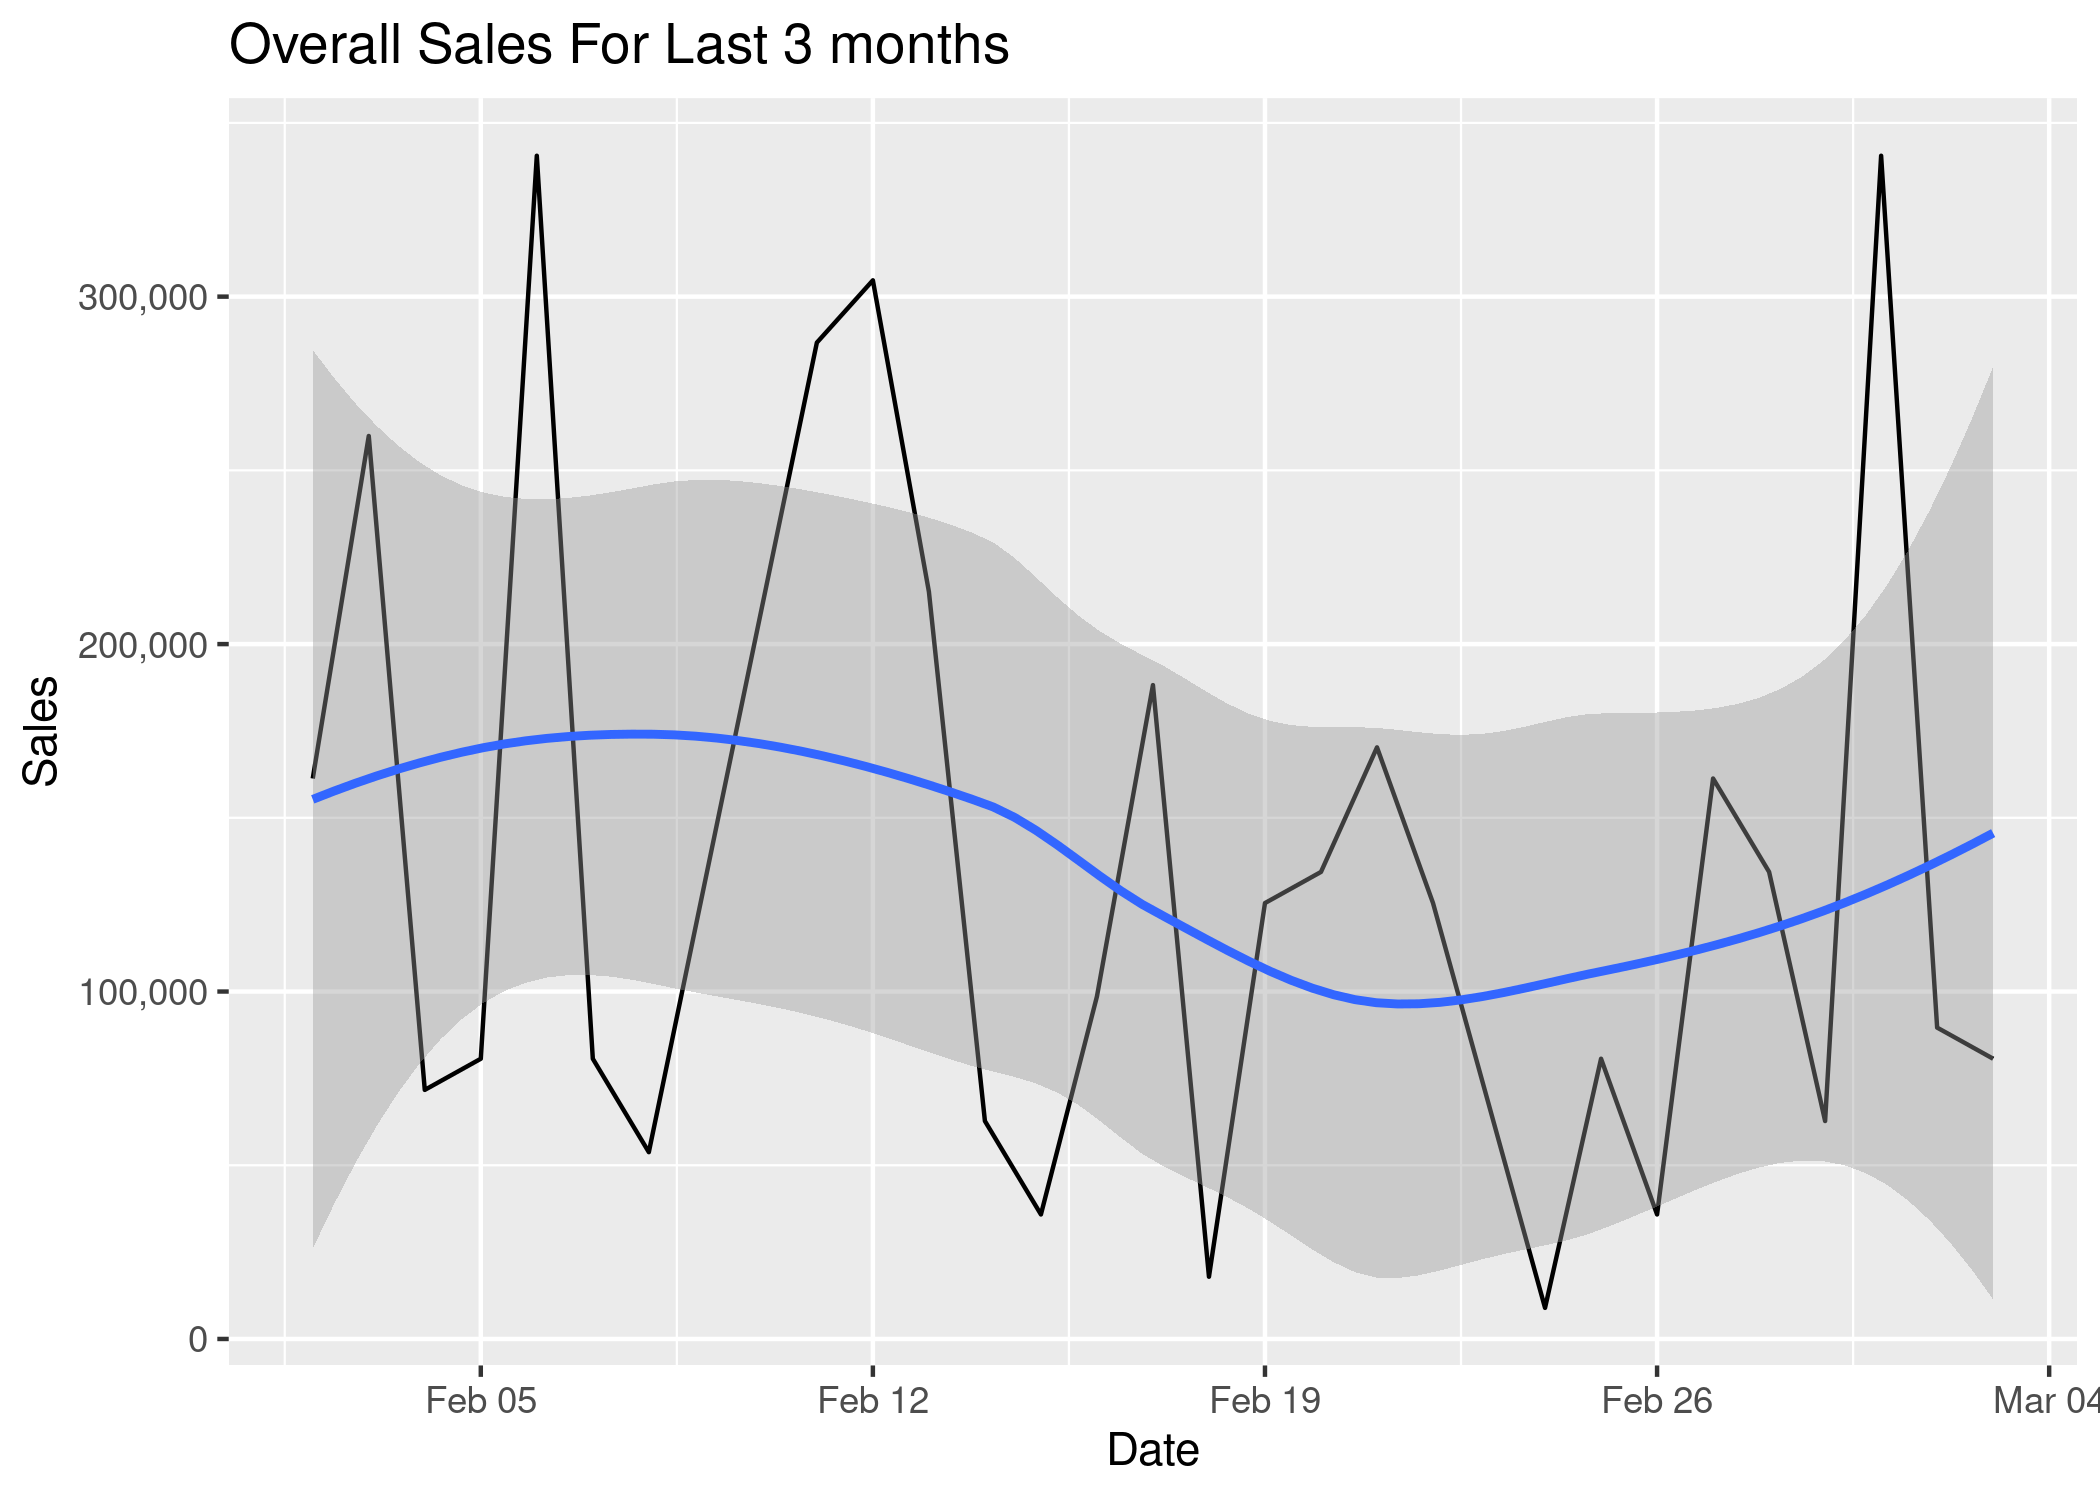 Overall Sales For Last 3 months
300,000
200,000
100,000
0
Sales
Feb 05
Feb 12
Feb 19
Feb 26
Mar 04
Date